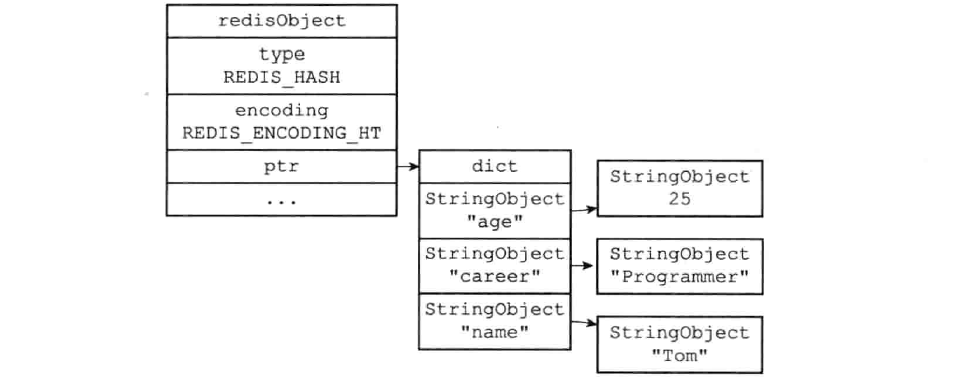 redisObject
type
REDIS_HASH
encoding
REDIS_ENCODING_HT
ptr
...
dict
StringObject
"age"
StringObject
"career"
StringObject
"name"
StringObject
25
StringObject
"Programmer"
StringObject
"Tom"